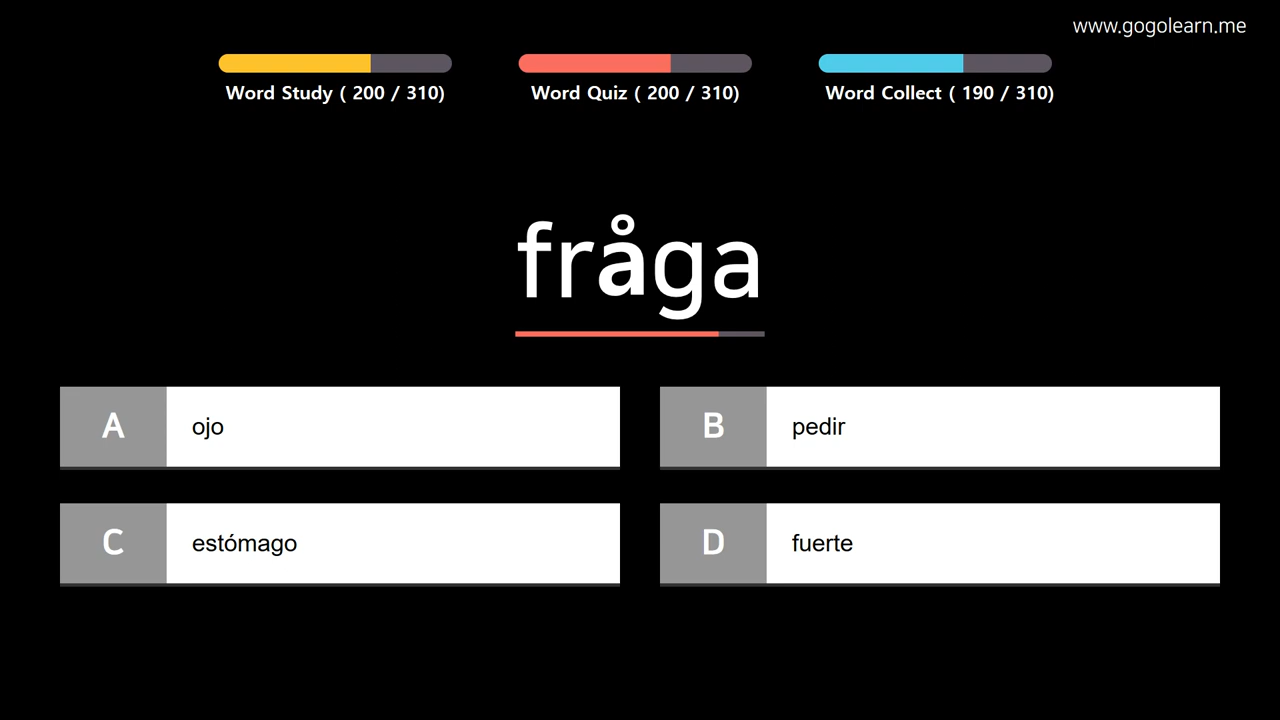 www.gogolearn.me
Word Study ( 200 / 310)
Word Quiz ( 200 / 310)
Word Collect ( 190 / 310)
fråga
A ojo
B pedir
C estómago
D fuerte